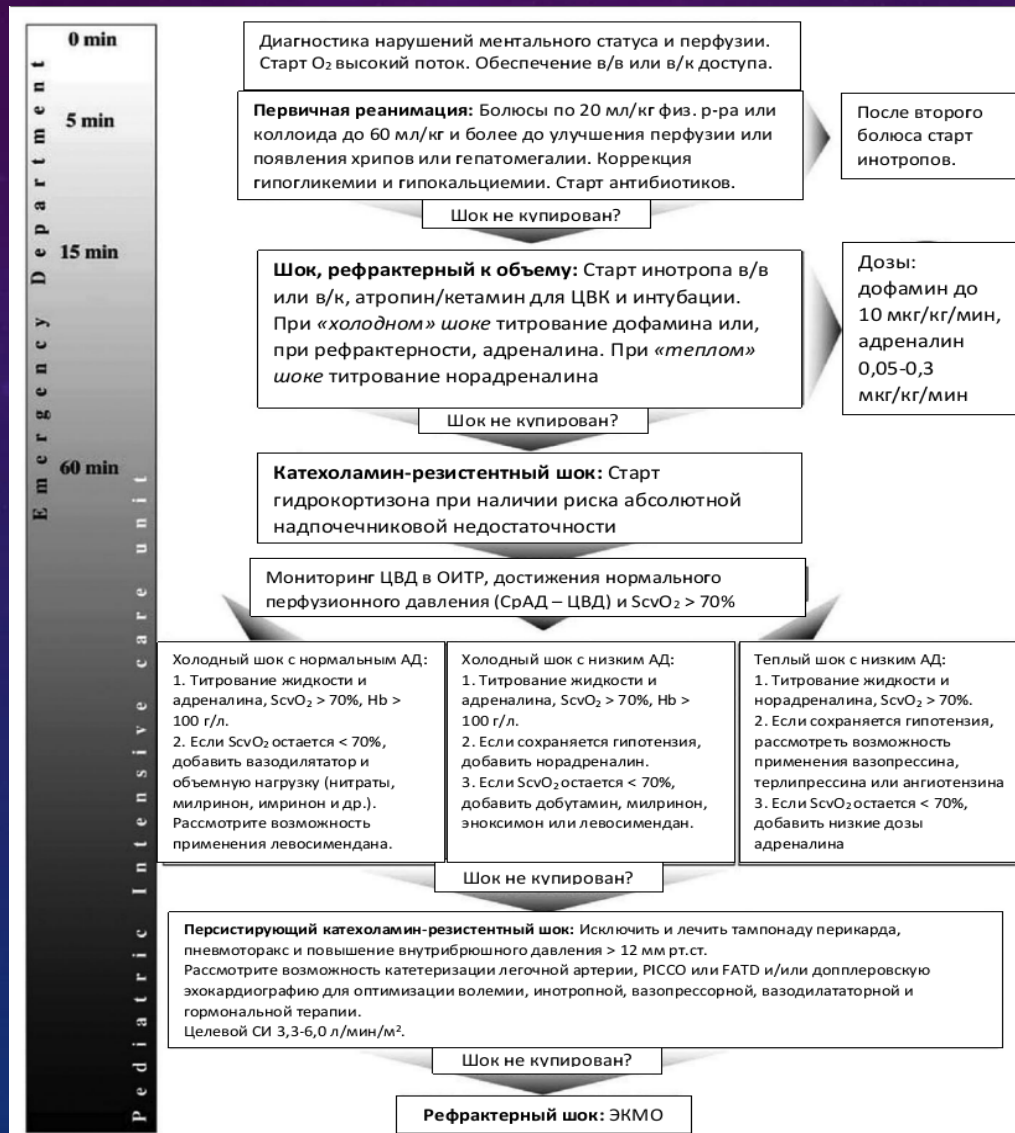 0 min
5 min
15 min
60 min
Emergency Department
Pediatric Intensive care unit
Диагностика нарушений ментального статуса и перфузии.
Старт O₂ высокий поток. Обеспечение в/в или в/к доступа.
Первичная реанимация: Болюсы по 20 мл/кг физ. р-ра или
коллоида до 60 мл/кг и более до улучшения перфузии или
появления хрипов или гепатомегалии. Коррекция
гипогликемии и гипокальциемии. Старт антибиотиков.
После второго
болюса старт
инотропов.
Шок не купирован?
Шок, рефрактерный к объему: Старт инотропа в/в
или в/к, атропин/кетамин для ЦВК и интубации.
При «холодном» шоке титрование дофамина или,
при рефрактерности, адреналина. При «теплом»
шоке титрование норадреналина
Дозы:
дофамин до
10 мкг/кг/мин,
адреналин
0,05-0,3
мкг/кг/мин
Шок не купирован?
Катехоламин-резистентный шок: Старт
гидрокортизона при наличии риска абсолютной
надпочечниковой недостаточности
Мониторинг ЦВД в ОИТР, достижения нормального
перфузионного давления (СрАД – ЦВД) и ScvO₂ > 70%
Холодный шок с нормальным АД:
1. Титрование жидкости и
адреналина, ScvO₂ > 70%, Hb >
100 г/л.
2. Если ScvO₂ остается < 70%,
добавить вазодилятатор и
объемную нагрузку (нитраты,
милринон, имринон и др.).
Рассмотрите возможность
применения левосимендана.
Холодный шок с низким АД:
1. Титрование жидкости и
адреналина, ScvO₂ > 70%, Hb >
100 г/л.
2. Если сохраняется гипотензия,
добавить норадреналин.
3. Если ScvO₂ остается < 70%,
добавить добутамин, милринон,
эноксимон или левосимендан.
Теплый шок с низким АД:
1. Титрование жидкости и
норадреналина, ScvO₂ > 70%.
2. Если сохраняется гипотензия,
рассмотреть возможность
применения вазопрессина,
терлипрессина или ангиотензина
3. Если ScvO₂ остается < 70%,
добавить низкие дозы
адреналина
Шок не купирован?
Персистирующий катехоламин-резистентный шок: Исключить и лечить тампонаду перикарда,
пневмоторакс и повышение внутрибрюшного давления > 12 мм рт.ст.
Рассмотрите возможность катетеризации легочной артерии, PICCO или FATD и/или допплеровскую
эхокардиографию для оптимизации волемии, инотропной, вазопрессорной, вазодилататорной и
гормональной терапии.
Целевой СИ 3,3-6,0 л/мин/м².
Шок не купирован?
Рефрактерный шок: ЭКМО